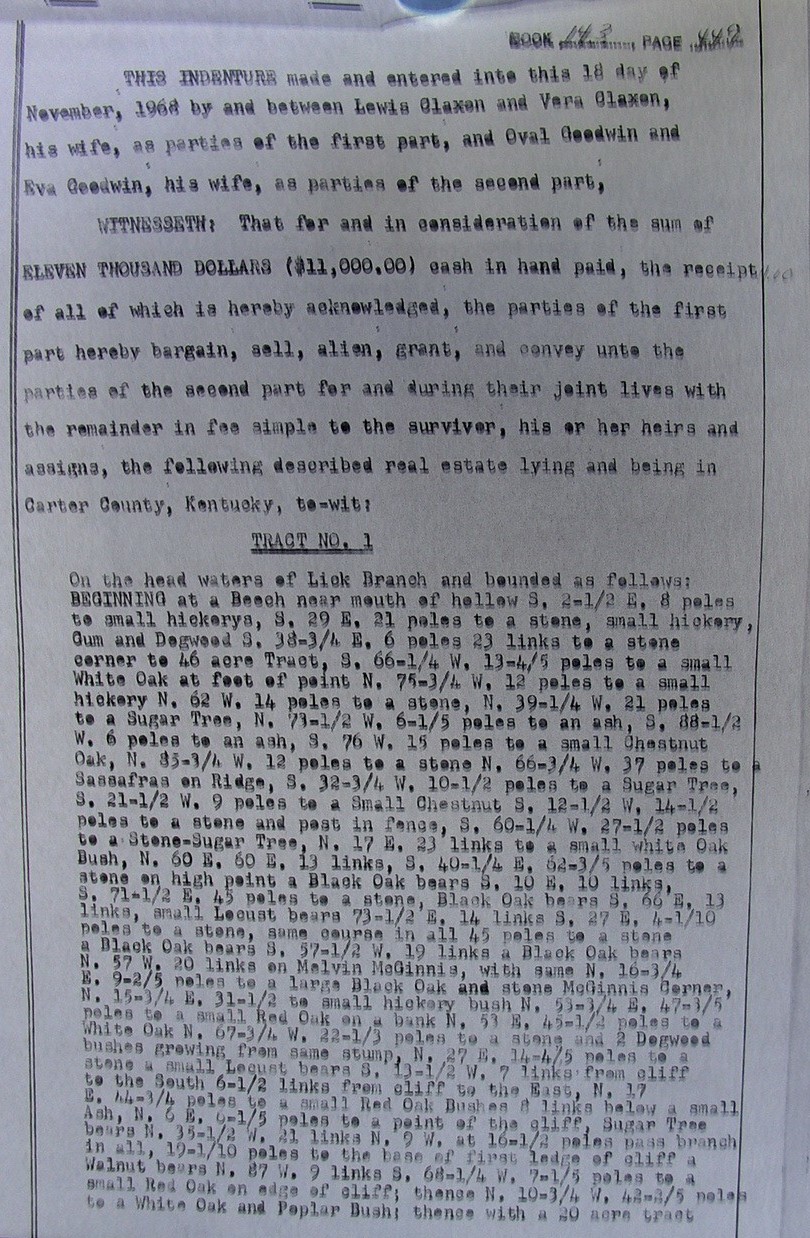 BOOK 143, PAGE 449
THIS INDENTURE made and entered into this 18 day of
November, 1968 by and between Lewis Claxon and Vera Claxon,
his wife, as parties of the first part, and Oval Goodwin and
Eva Goodwin, his wife, as parties of the second part,
WITNESSETH: That for and in consideration of the sum of
ELEVEN THOUSAND DOLLARS ($11,000.00) cash in hand paid, the receipt
of all of which is hereby acknowledged, the parties of the first
part hereby bargain, sell, alien, grant, and convey unto the
parties of the second part for and during their joint lives with
the remainder in fee simple to the survivor, his or her heirs and
assigns, the following described real estate lying and being in
Carter County, Kentucky, to-wit:
TRACT NO. 1
On the head waters of Lick Branch and bounded as follows:
BEGINNING at a Beech near mouth of hollow S. 2-1/2 E. 8 poles
to small hickorys, S. 29 E. 21 poles to a stone, small hickory,
Gum and Dogwood S. 38-3/4 E. 6 poles 23 links to a stone
corner to 46 acre Tract, S. 66-1/4 W. 13-4/5 poles to a small
White Oak at foot of point N. 75-3/4 W. 12 poles to a small
hickory N. 62 W. 14 poles to a stone, N. 39-1/4 W. 21 poles
to a Sugar Tree, N. 73-1/2 W. 6-1/5 poles to an ash, S. 88-1/2
W. 6 poles to an ash, S. 76 W. 15 poles to a small Chestnut
Oak, N. 85-3/4 W. 12 poles to a stone N. 66-3/4 W. 37 poles to a
Sassafras on Ridge, S. 32-3/4 W. 10-1/2 poles to a Sugar Tree,
S. 21-1/2 W. 9 poles to a Small Chestnut S. 12-1/2 W. 14-1/2
poles to a stone and post in fence, S. 60-1/4 W. 27-1/2 poles
to a Stone-Sugar Tree, N. 17 E. 23 links to a small white Oak
Bush, N. 60 E. 60 E. 13 links, S. 40-1/4 E. 62-3/5 poles to a
stone on high point a Black Oak bears S. 10 E. 10 links,
S. 71-1/2 E. 45 poles to a stone, Black Oak bears S. 66 E. 13
links, small Locust bears 73-1/2 E. 14 links S. 27 E. 4-1/10
poles to a stone, same course in all 45 poles to a stone
a Black Oak bears S. 57-1/2 W. 19 links a Black Oak bears
N. 57 W. 20 links on Melvin McGinnis, with same N. 16-3/4
E. 9-2/5 poles to a large Black Oak and stone McGinnis Corner,
N. 15-3/4 E. 31-1/2 to small hickory bush N. 53-3/4 E. 47-3/5
poles to a small Red Oak on a bank N. 53 E. 45-1/2 poles to a
White Oak N. 67-3/4 W. 22-1/3 poles to a stone and 2 Dogwood
bushes growing from same stump, N. 27 E. 14-4/5 poles to a
stone a small Locust bears S. 13-1/2 W. 7 links from cliff
to the South 6-1/2 links from cliff to the East, N. 17
E. 44-3/4 poles to a small Red Oak Bushes 8 links below a small
Ash, N. 6 E. 6-1/5 poles to a point of the cliff, Sugar Tree
bears N. 35-1/2 W. 21 links N. 9 W. at 16-1/2 poles pass branch
in all, 19-1/10 poles to the base of first ledge of cliff a
Walnut bears N. 87 W. 9 links S. 68-1/4 W. 7-1/5 poles to a
small Red Oak on edge of cliff; thence N. 10-3/4 W. 42-2/5 poles
to a White Oak and Poplar Bush; thence with a 20 acre tract